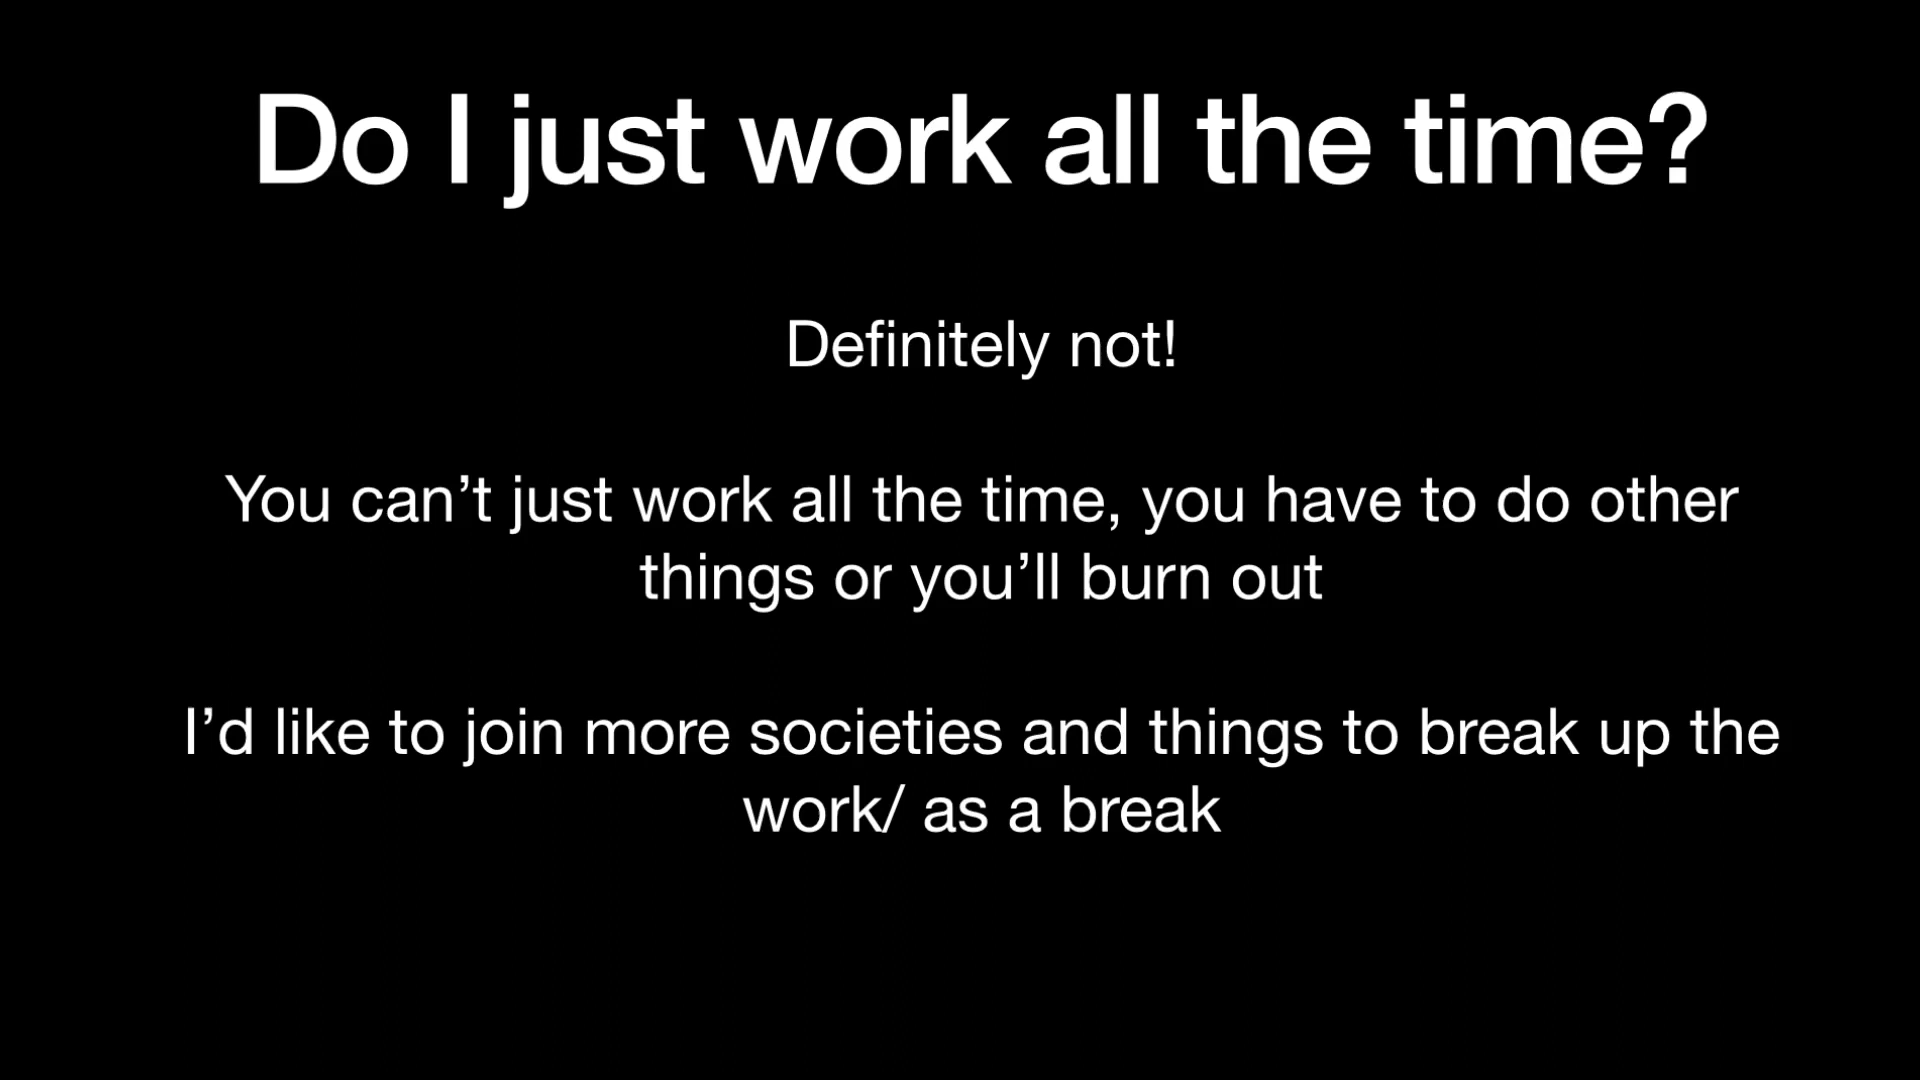 Do I just work all the time?
Definitely not!
You can’t just work all the time, you have to do other
things or you’ll burn out
I’d like to join more societies and things to break up the
work/ as a break